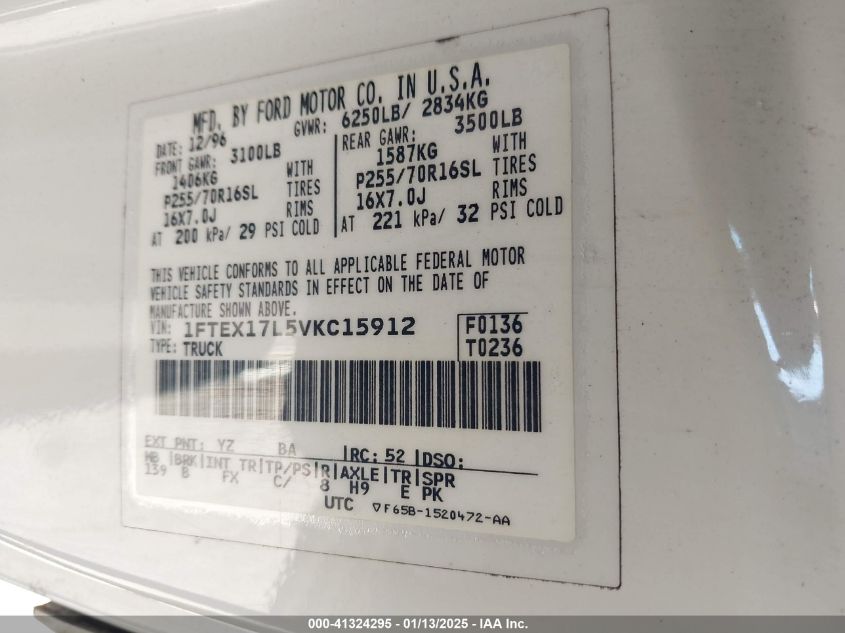 MFD. BY FORD MOTOR CO. IN U.S.A.
DATE: 12/96 GVWR: 6250LB/ 2834KG
FRONT GAWR: 3100LB REAR GAWR: 3500LB
1406KG WITH 1587KG WITH
P255/70R16SL TIRES P255/70R16SL TIRES
16X7.0J RIMS 16X7.0J RIMS
AT 200 kPa/ 29 PSI COLD AT 221 kPa/ 32 PSI COLD
THIS VEHICLE CONFORMS TO ALL APPLICABLE FEDERAL MOTOR
VEHICLE SAFETY STANDARDS IN EFFECT ON THE DATE OF
MANUFACTURE SHOWN ABOVE.
VIN: 1FTEX17L5VKC15912 F0136
TYPE: TRUCK T0236
EXT PNT: YZ BA RC: 52 DSO:
WB BRK INT TR TP/PS R AXLE TR SPR
139 B FX C/ 8 H9 E PK
UTC ▽F65B-1520472-AA
000-41324295 - 01/13/2025 - IAA Inc.